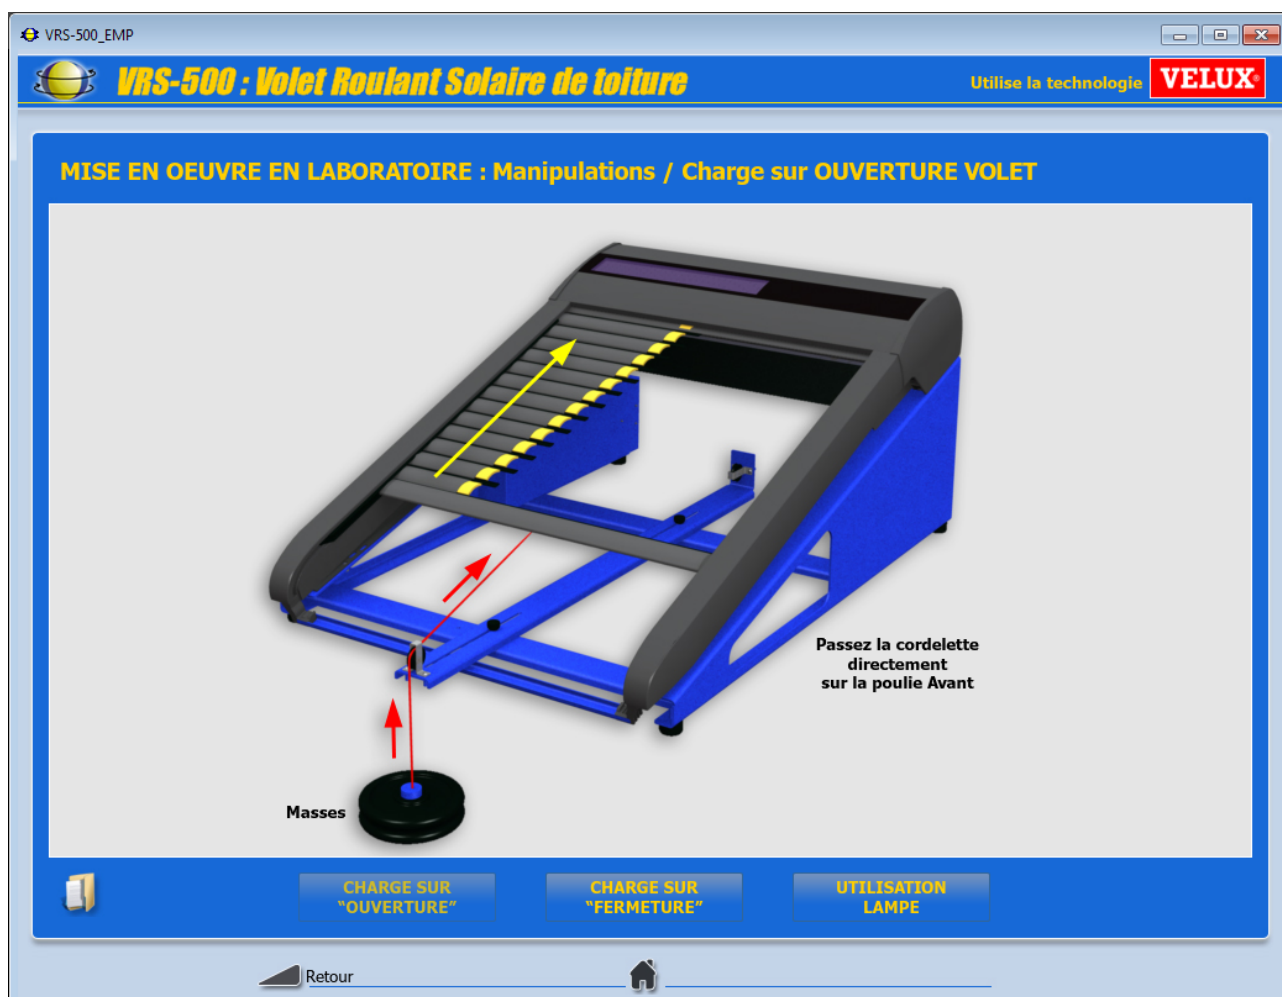 VRS-500_EMP
VRS-500 : Volet Roulant Solaire de toiture
Utilise la technologie VELUX®
MISE EN OEUVRE EN LABORATOIRE : Manipulations / Charge sur OUVERTURE VOLET
Passez la cordelette
directement
sur la poulie Avant
Masses
CHARGE SUR
"OUVERTURE"
CHARGE SUR
"FERMETURE"
UTILISATION
LAMPE
Retour